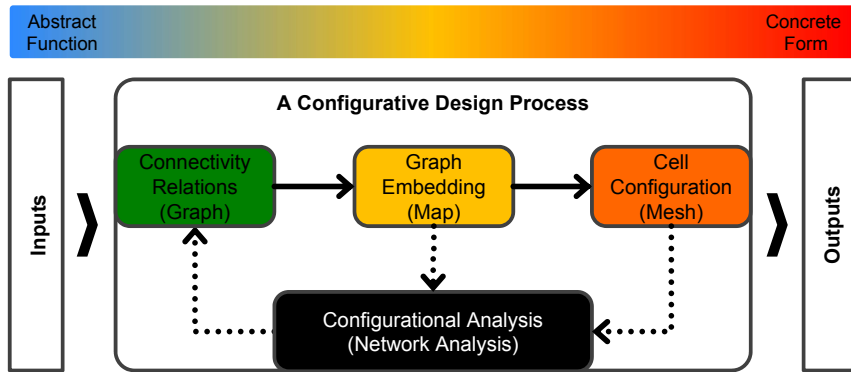 Abstract
Function
Concrete
Form
Inputs
A Configurative Design Process
Connectivity
Relations
(Graph)
Graph
Embedding
(Map)
Cell
Configuration
(Mesh)
Configurational Analysis
(Network Analysis)
Outputs